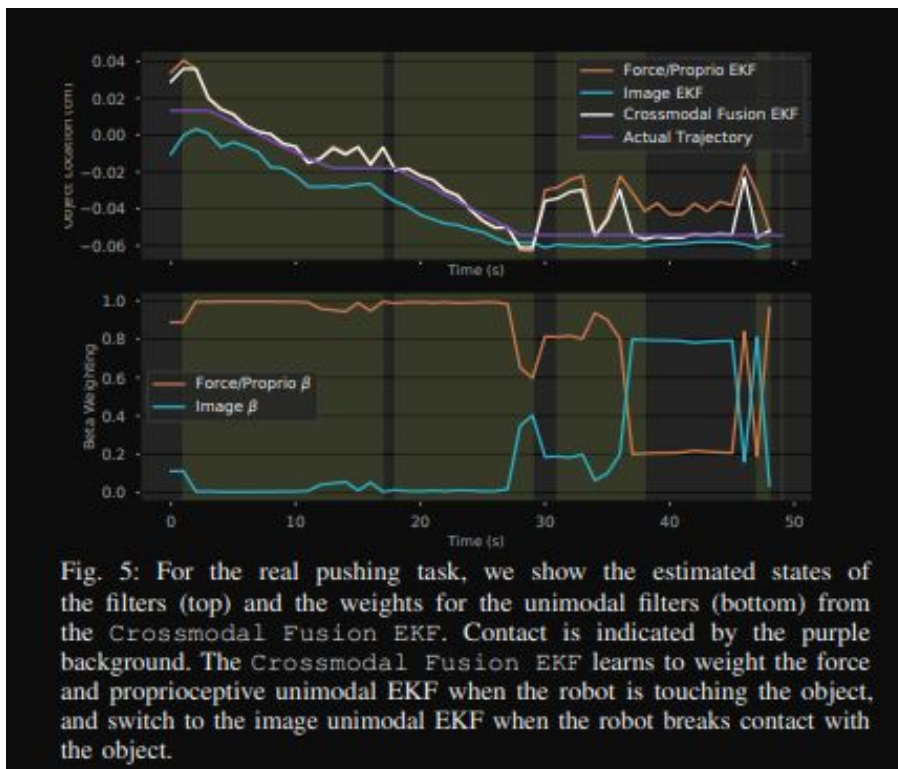 0.04
0.02
0.00
−0.02
−0.04
−0.06
Object Location (cm)
Force/Proprio EKF
Image EKF
Crossmodal Fusion EKF
Actual Trajectory
Time (s)
1.0
0.8
0.6
0.4
0.2
0.0
Beta Weighting
Force/Proprio β
Image β
0 10 20 30 40 50
Time (s)
Fig. 5: For the real pushing task, we show the estimated states of
the filters (top) and the weights for the unimodal filters (bottom) from
the Crossmodal Fusion EKF. Contact is indicated by the purple
background. The Crossmodal Fusion EKF learns to weight the force
and proprioceptive unimodal EKF when the robot is touching the object,
and switch to the image unimodal EKF when the robot breaks contact with
the object.